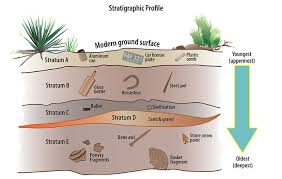 Stratigraphic Profile
Modern ground surface
Stratum A
Aluminum
can
Car license
plate
Plastic
comb
Youngest
(uppermost)
Stratum B
Glass
bottle
Horseshoe
Steel awl
Stratum C
Bullet
Shell button
Stratum D
Sand & gravel
Stratum E
Bone awl
Stone arrow
point
Pottery
fragments
Basket
fragment
Oldest
(deepest)